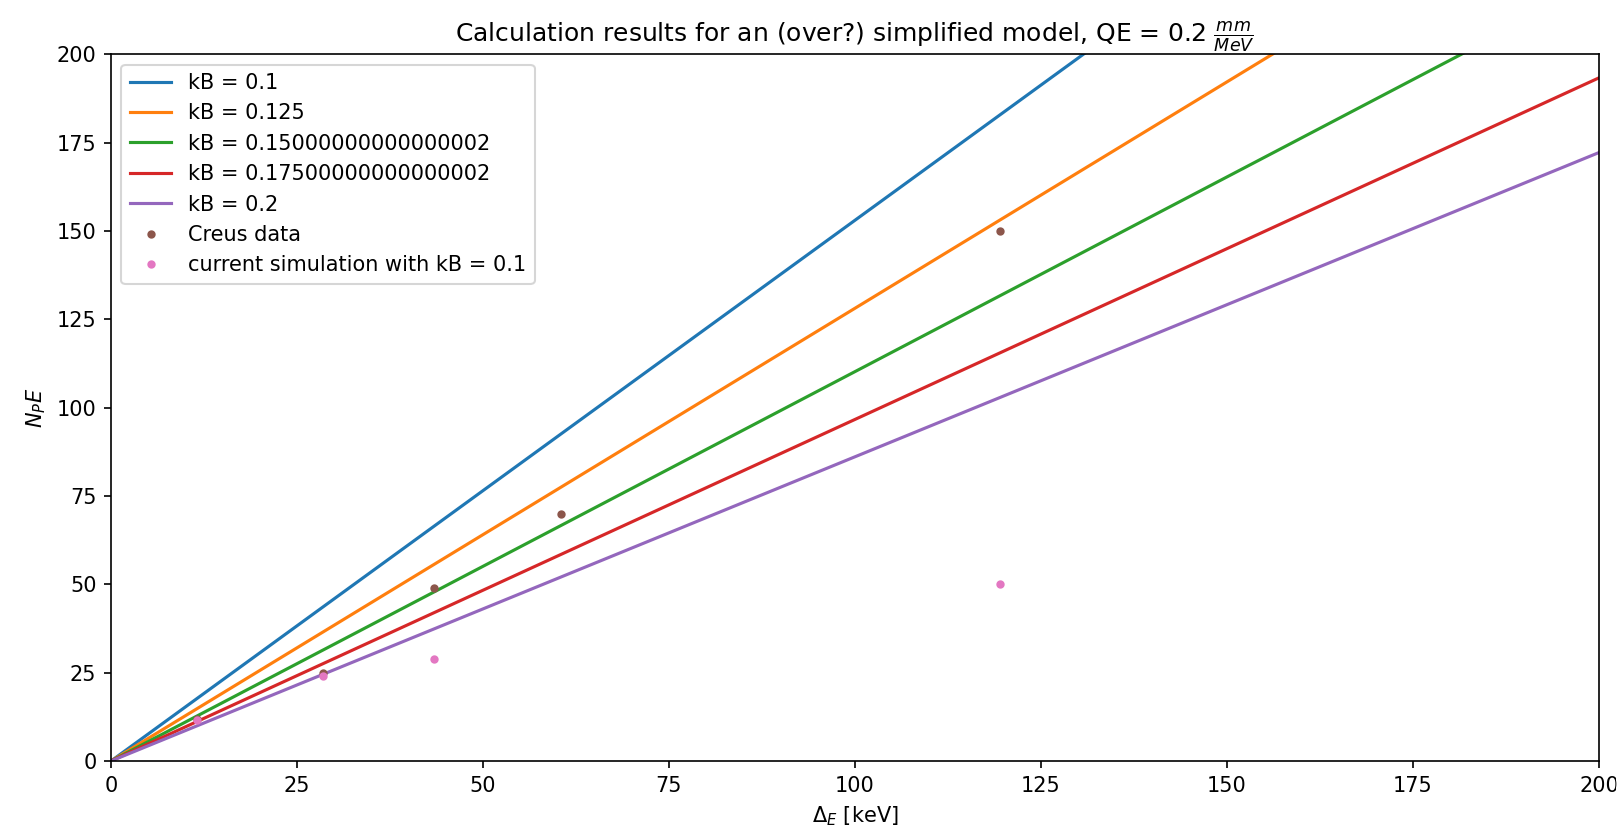 Calculation results for an (over?) simplified model, QE = 0.2 $\frac{mm}{MeV}$
kB = 0.1
kB = 0.125
kB = 0.15000000000000002
kB = 0.17500000000000002
kB = 0.2
Creus data
current simulation with kB = 0.1
200
175
150
125
100
75
50
25
0
$N_PE$
0 25 50 75 100 125 150 175 200
$\Delta_E$ [keV]